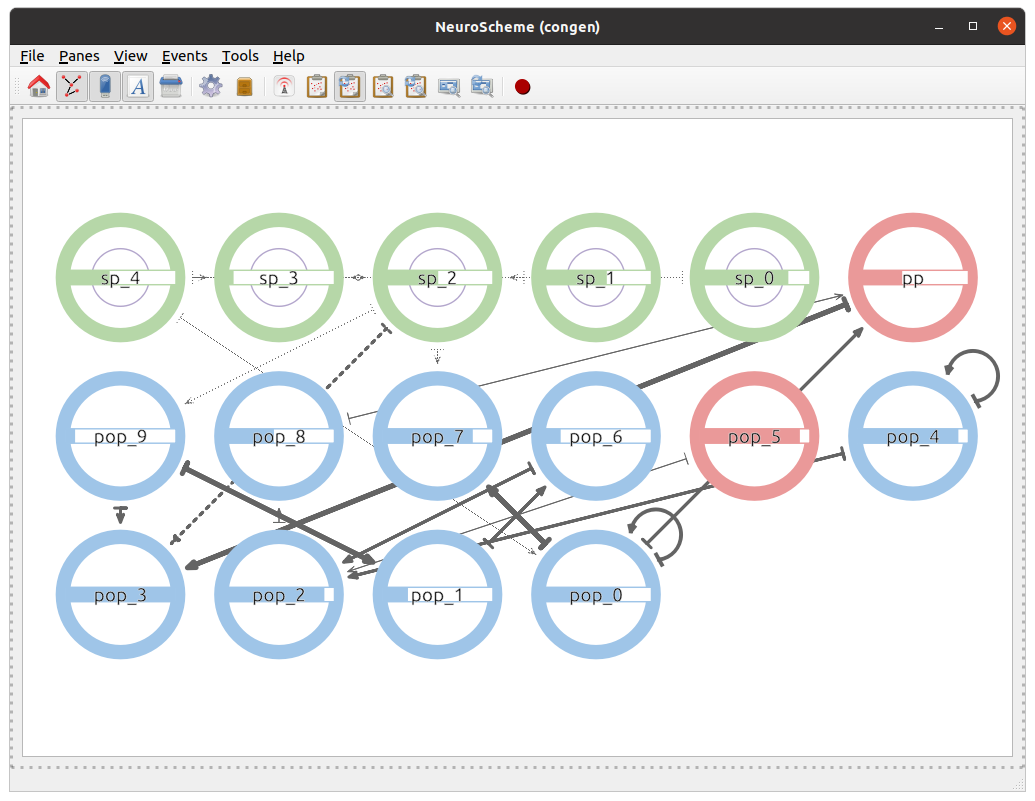 NeuroScheme (congen)
File Panes View Events Tools Help
A
sp_4 sp_3 sp_2 sp_1 sp_0 pp
pop_9 pop_8 pop_7 pop_6 pop_5 pop_4
pop_3 pop_2 pop_1 pop_0